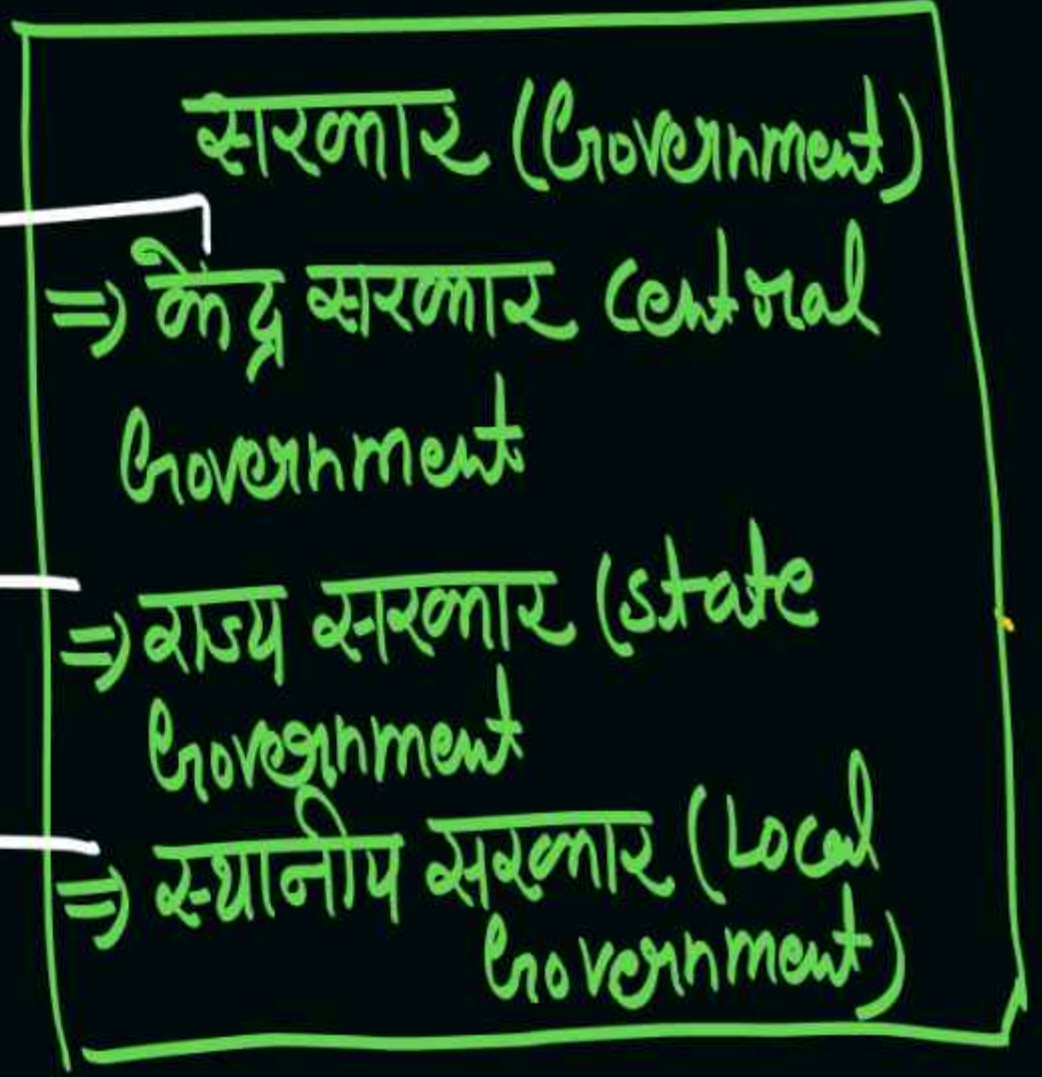 सरकार (Government)
⇒ केंद्र सरकार Central
Government
⇒ राज्य सरकार (state
Government
⇒ स्थानीय सरकार (Local
Government)